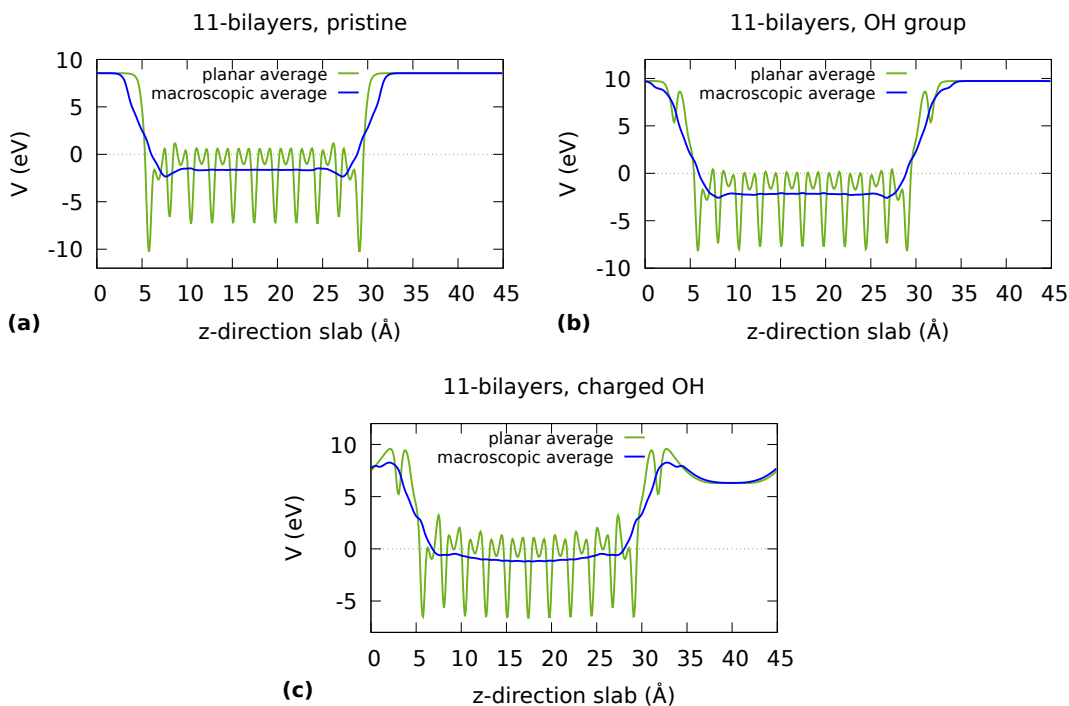 11-bilayers, pristine
planar average
macroscopic average
10
5
0
-5
-10
V (eV)
0 5 10 15 20 25 30 35 40 45
z-direction slab (Å)
(a)
11-bilayers, OH group
planar average
macroscopic average
10
5
0
-5
-10
V (eV)
0 5 10 15 20 25 30 35 40 45
z-direction slab (Å)
(b)
11-bilayers, charged OH
planar average
macroscopic average
10
5
0
-5
V (eV)
0 5 10 15 20 25 30 35 40 45
z-direction slab (Å)
(c)